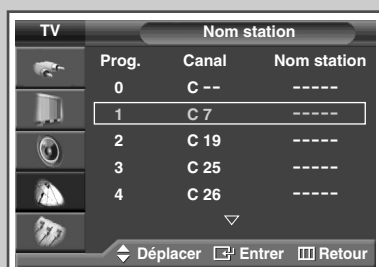 TV Nom station
Prog. Canal Nom station
0 C -- -----
1 C 7 -----
2 C 19 -----
3 C 25 -----
4 C 26 -----
Déplacer Entrer Retour